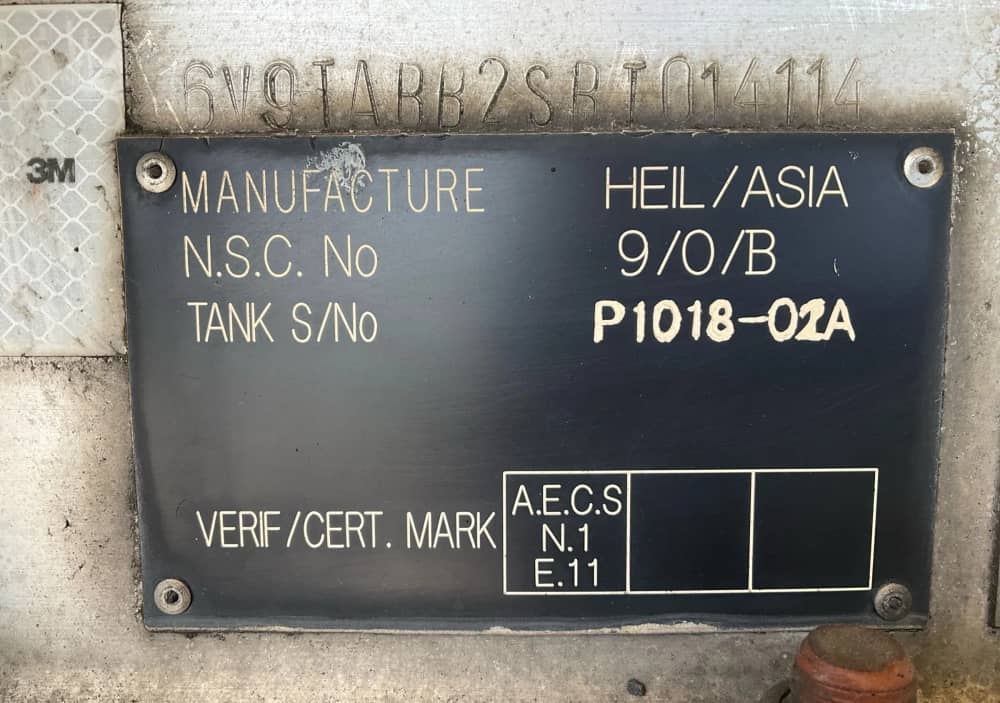 6V9TABB2SBT014114
3M
MANUFACTURE HEIL/ASIA
N.S.C. No 9/0/B
TANK S/No P1018-02A
VERIF/CERT. MARK
A.E.C.S
N.1
E.11